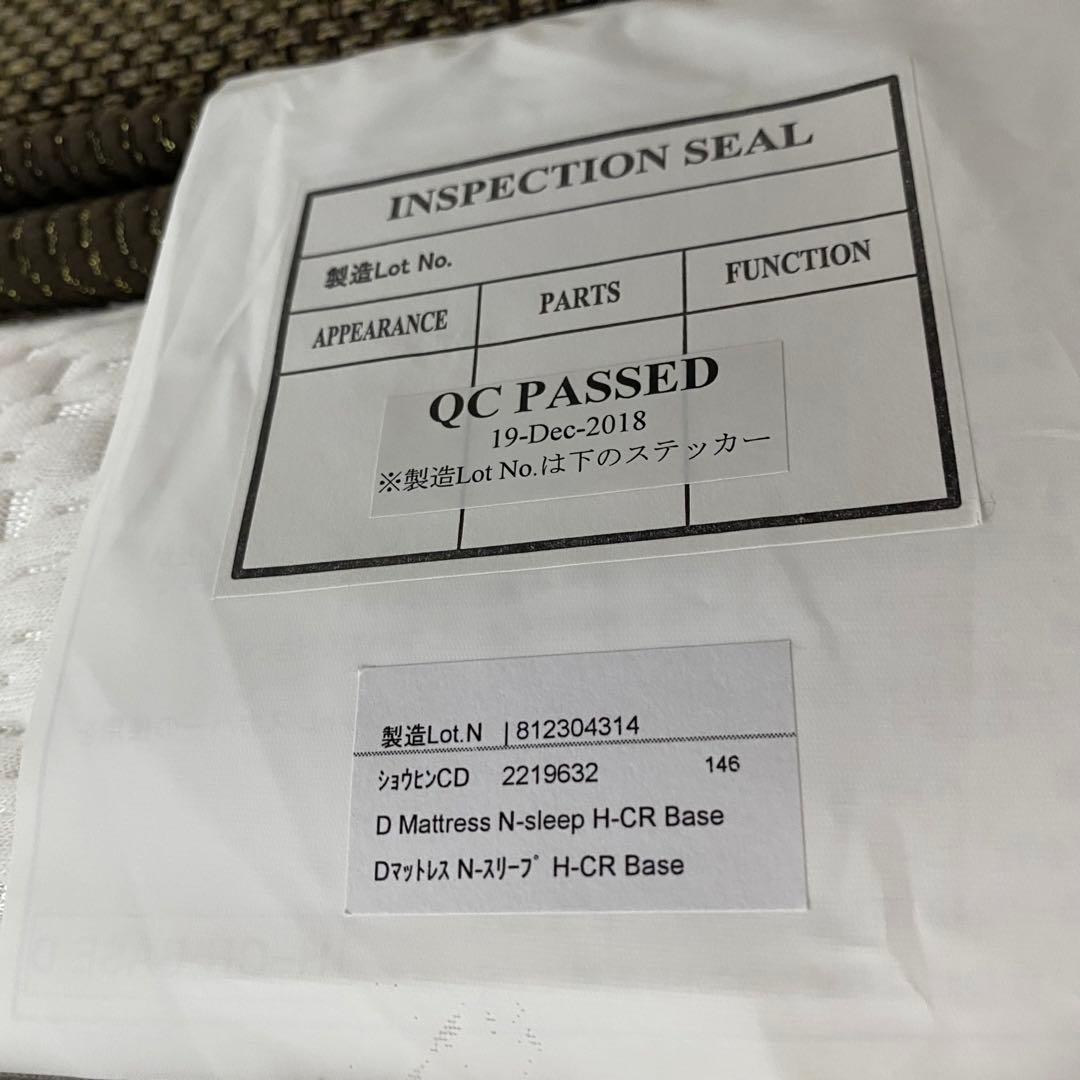 INSPECTION SEAL
製造Lot No.
APPEARANCE PARTS FUNCTION
QC PASSED
19-Dec-2018
※製造Lot No.は下のステッカー
製造Lot.N | 812304314
ｼｮｳﾋﾝCD 2219632 146
D Mattress N-sleep H-CR Base
Dﾏｯﾄﾚｽ N-ｽﾘｰﾌﾟ H-CR Base